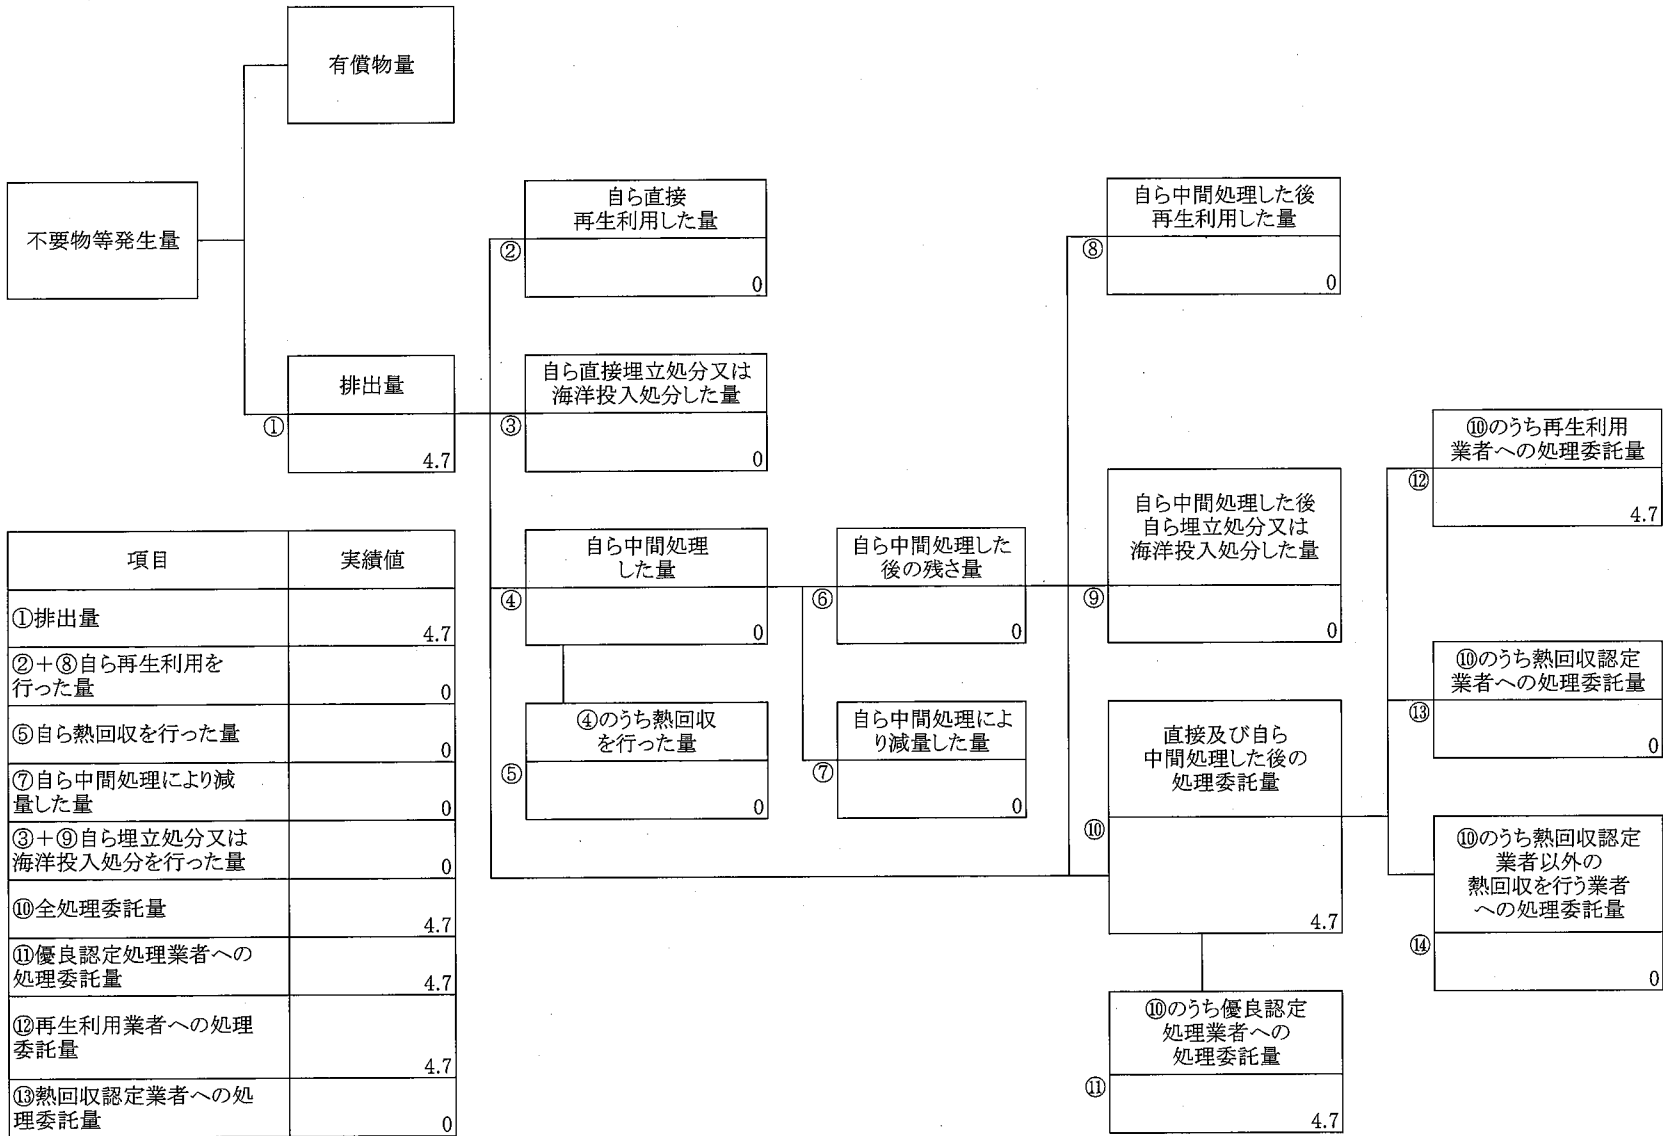 有償物量
不要物等発生量
排出量
①
4.7
自ら直接
再生利用した量
②
0
自ら直接埋立処分又は
海洋投入処分した量
③
0
自ら中間処理
した量
④
0
④のうち熱回収
を行った量
⑤
0
自ら中間処理した
後の残さ量
⑥
0
自ら中間処理によ
り減量した量
⑦
0
自ら中間処理した後
再生利用した量
⑧
0
自ら中間処理した後
自ら埋立処分又は
海洋投入処分した量
⑨
0
直接及び自ら
中間処理した後の
処理委託量
⑩
4.7
⑩のうち優良認定
処理業者への
処理委託量
⑪
4.7
⑩のうち再生利用
業者への処理委託量
⑫
4.7
⑩のうち熱回収認定
業者への処理委託量
⑬
0
⑩のうち熱回収認定
業者以外の
熱回収を行う業者
への処理委託量
⑭
0
項目 実績値
①排出量
4.7
②+⑧自ら再生利用を
行った量
0
⑤自ら熱回収を行った量
0
⑦自ら中間処理により減
量した量
0
③+⑨自ら埋立処分又は
海洋投入処分を行った量
0
⑩全処理委託量
4.7
⑪優良認定処理業者への
処理委託量
4.7
⑫再生利用業者への処理
委託量
4.7
⑬熱回収認定業者への処
理委託量
0